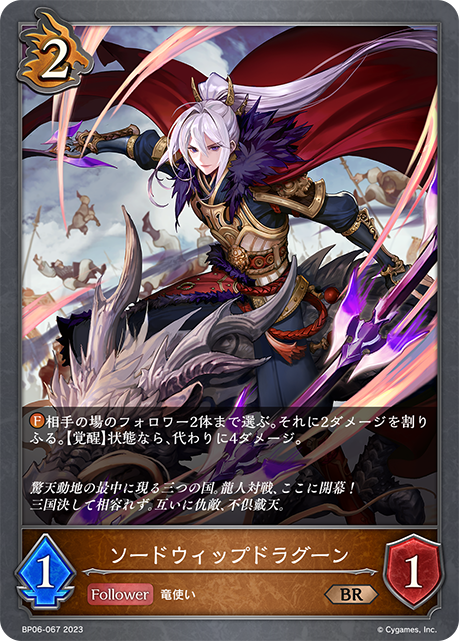 2
F相手の場のフォロワー2体まで選ぶ。それに2ダメージを割り
ふる。【覚醒】状態なら、代わりに4ダメージ。
驚天動地の最中に現る三つの国。龍人対戦、ここに開幕！
三国決して相容れず。互いに仇敵、不倶戴天。
ソードウィップドラグーン
1
Follower 竜使い
BR
1
BP06-067 2023
© Cygames, Inc.